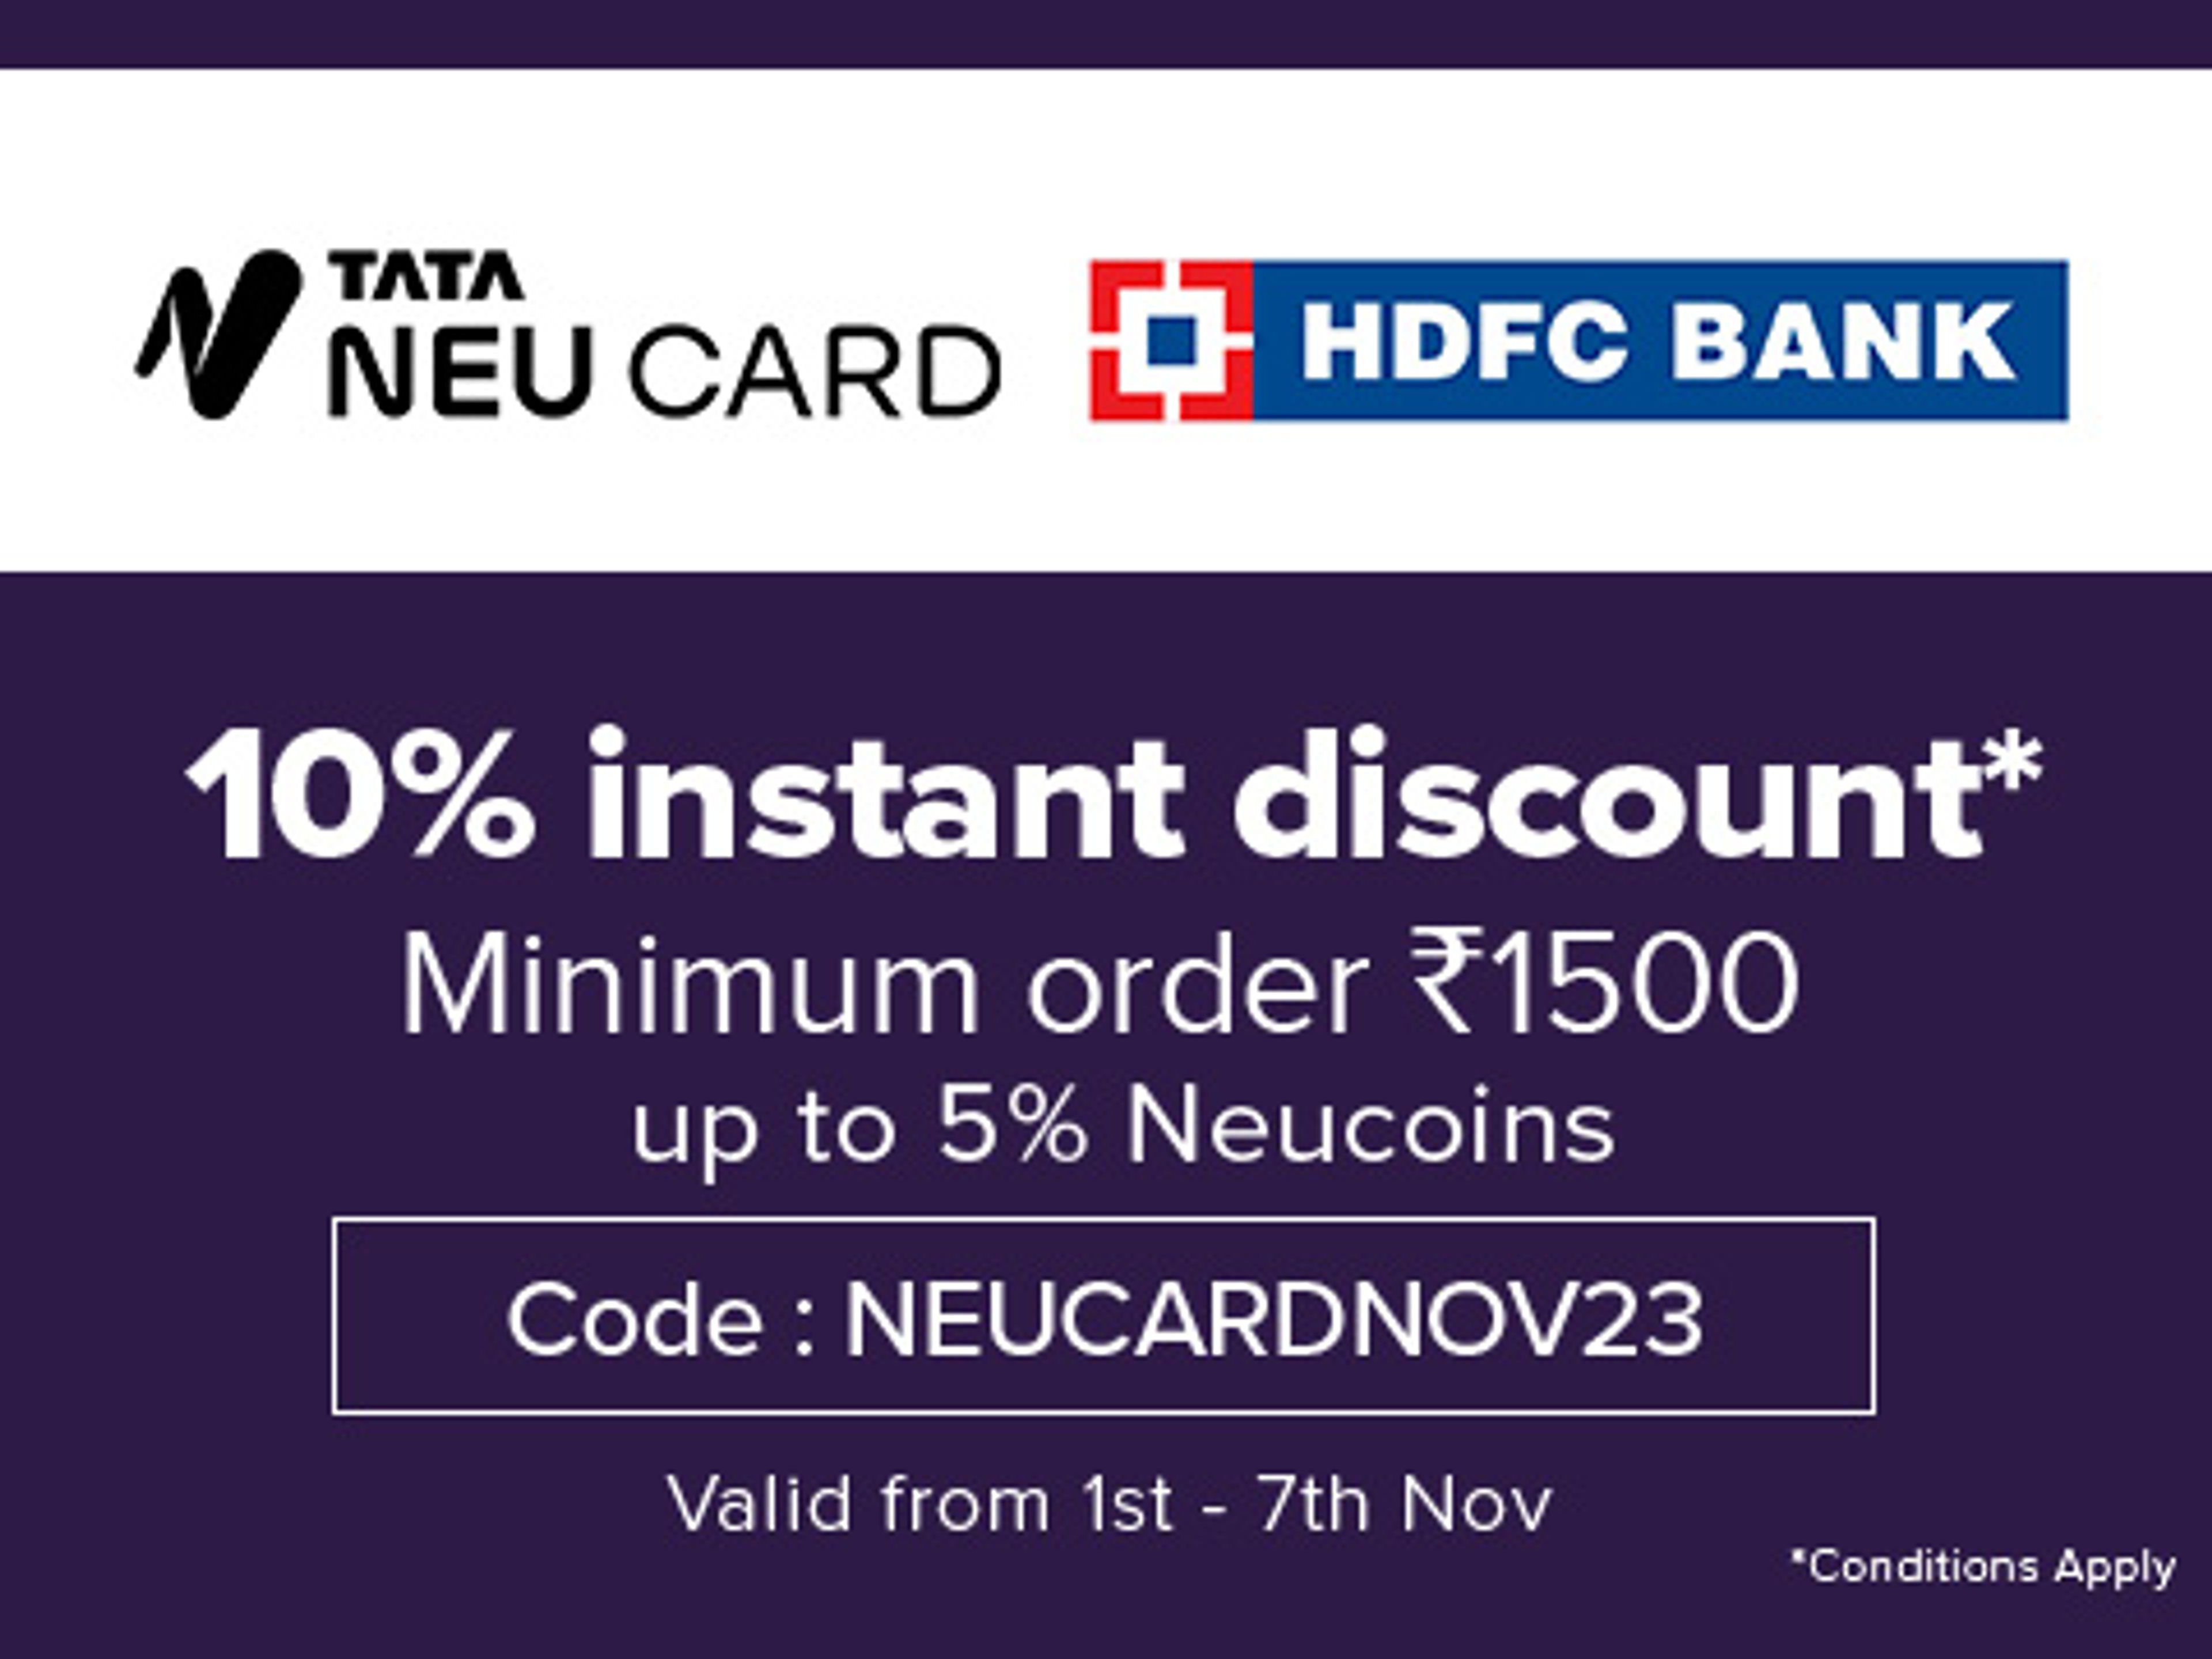 TATA
NEU CARD
HDFC BANK
10% instant discount*
Minimum order ₹1500
up to 5% Neucoins
Code : NEUCARDNOV23
Valid from 1st - 7th Nov
*Conditions Apply